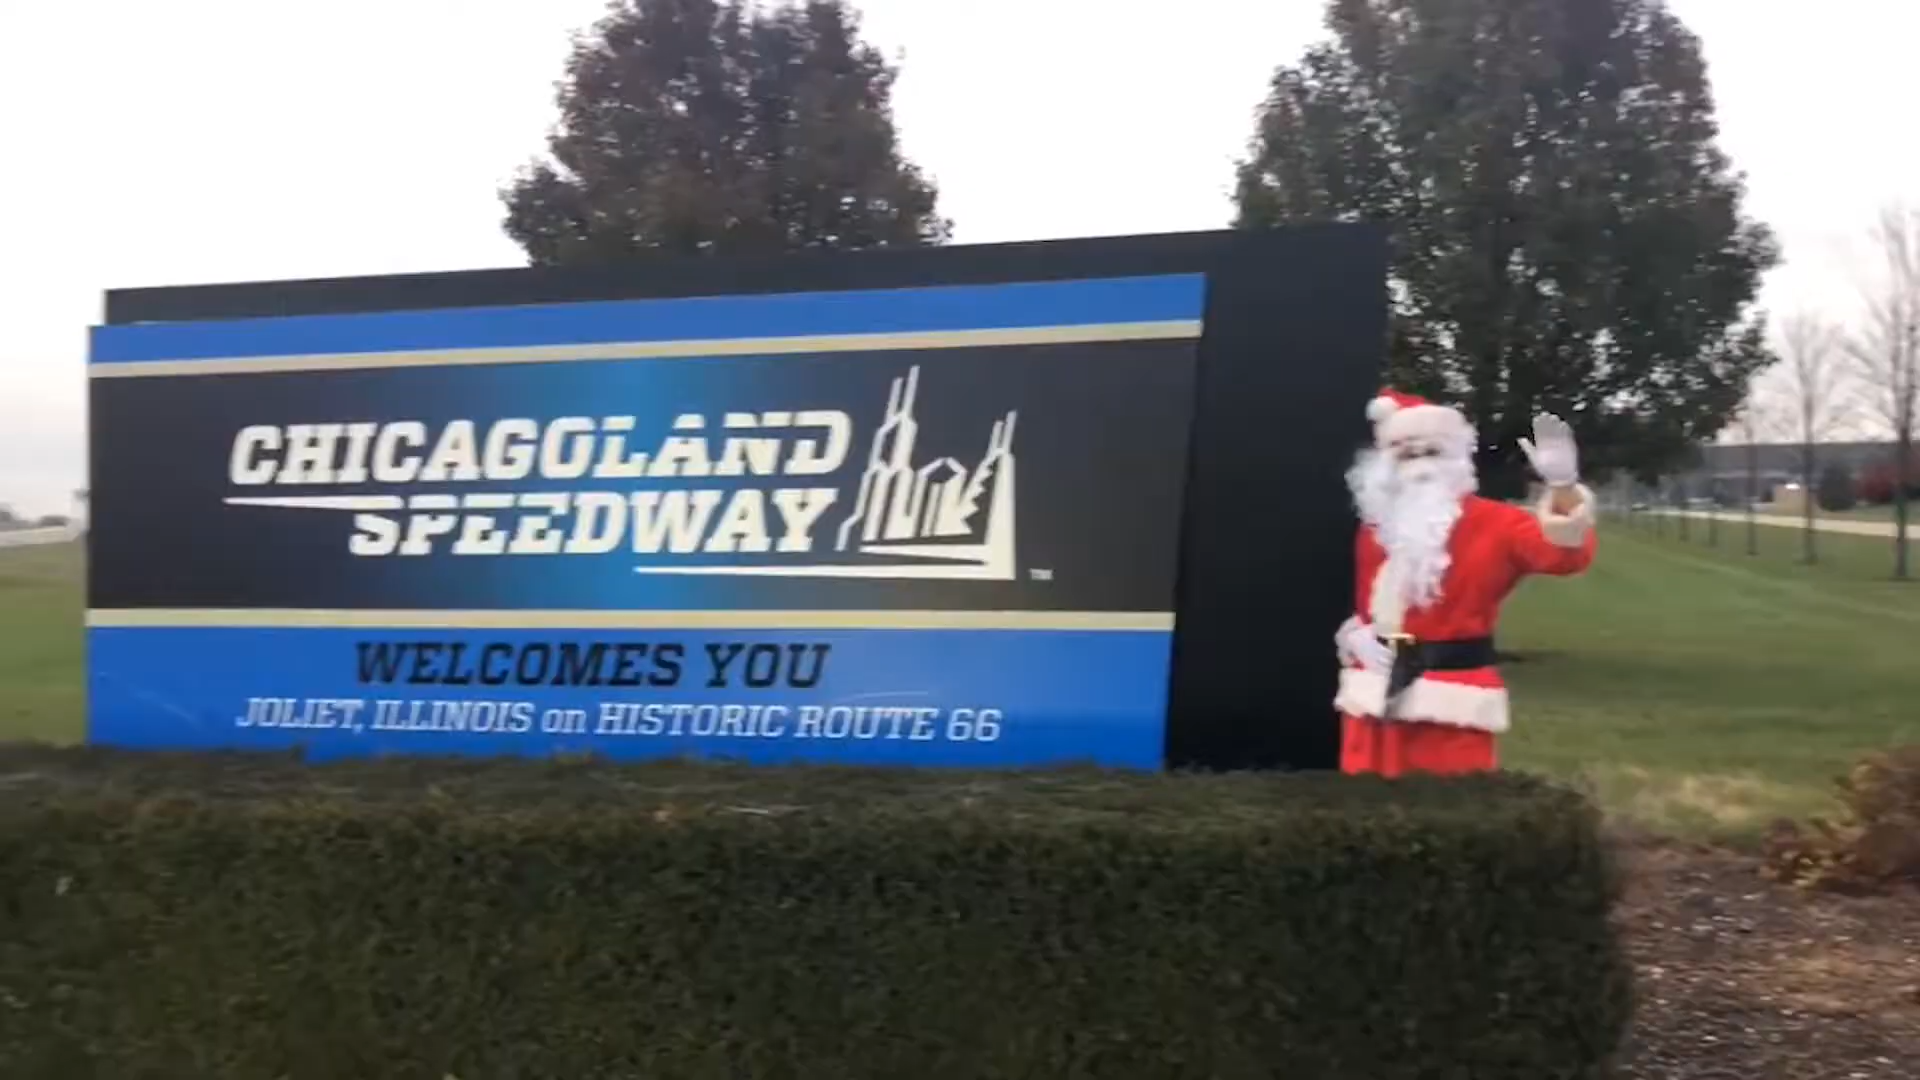 CHICAGOLAND
SPEEDWAY
TM
WELCOMES YOU
JOLIET, ILLINOIS on HISTORIC ROUTE 66